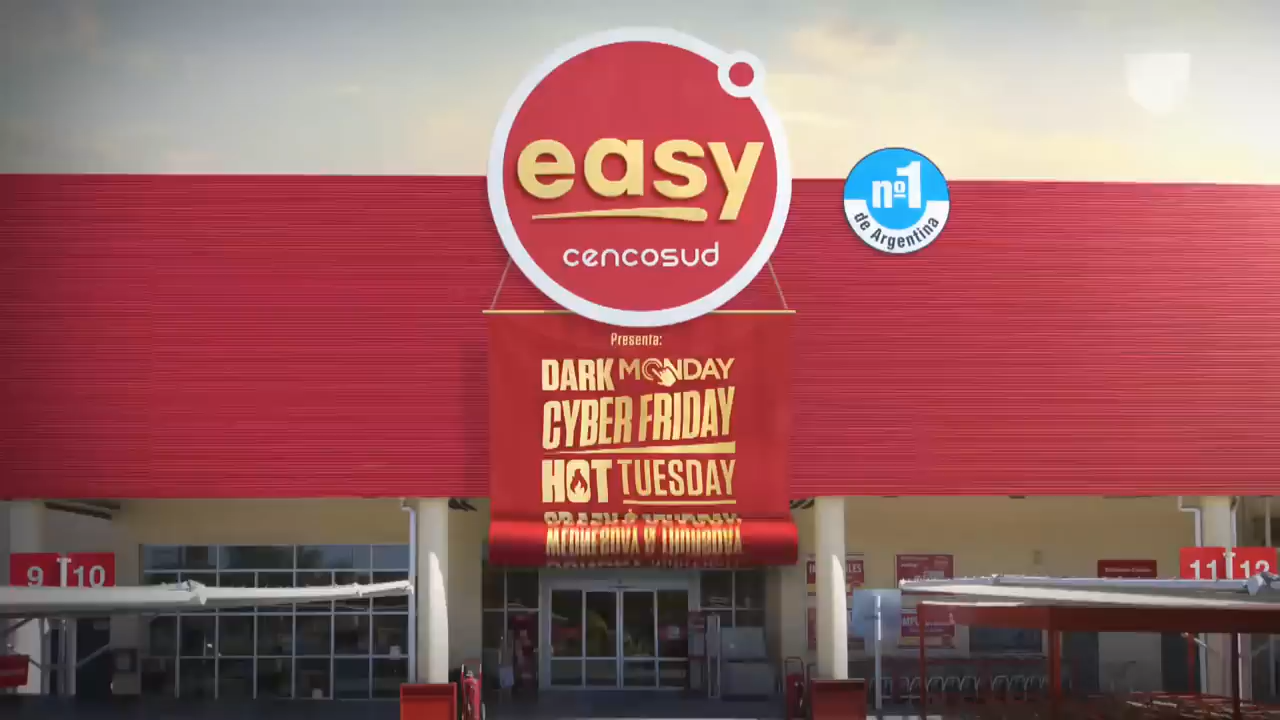 easy
cencosud
nº1
de Argentina
Presenta:
DARK MONDAY
CYBER FRIDAY
HOT TUESDAY
9 10
11 12